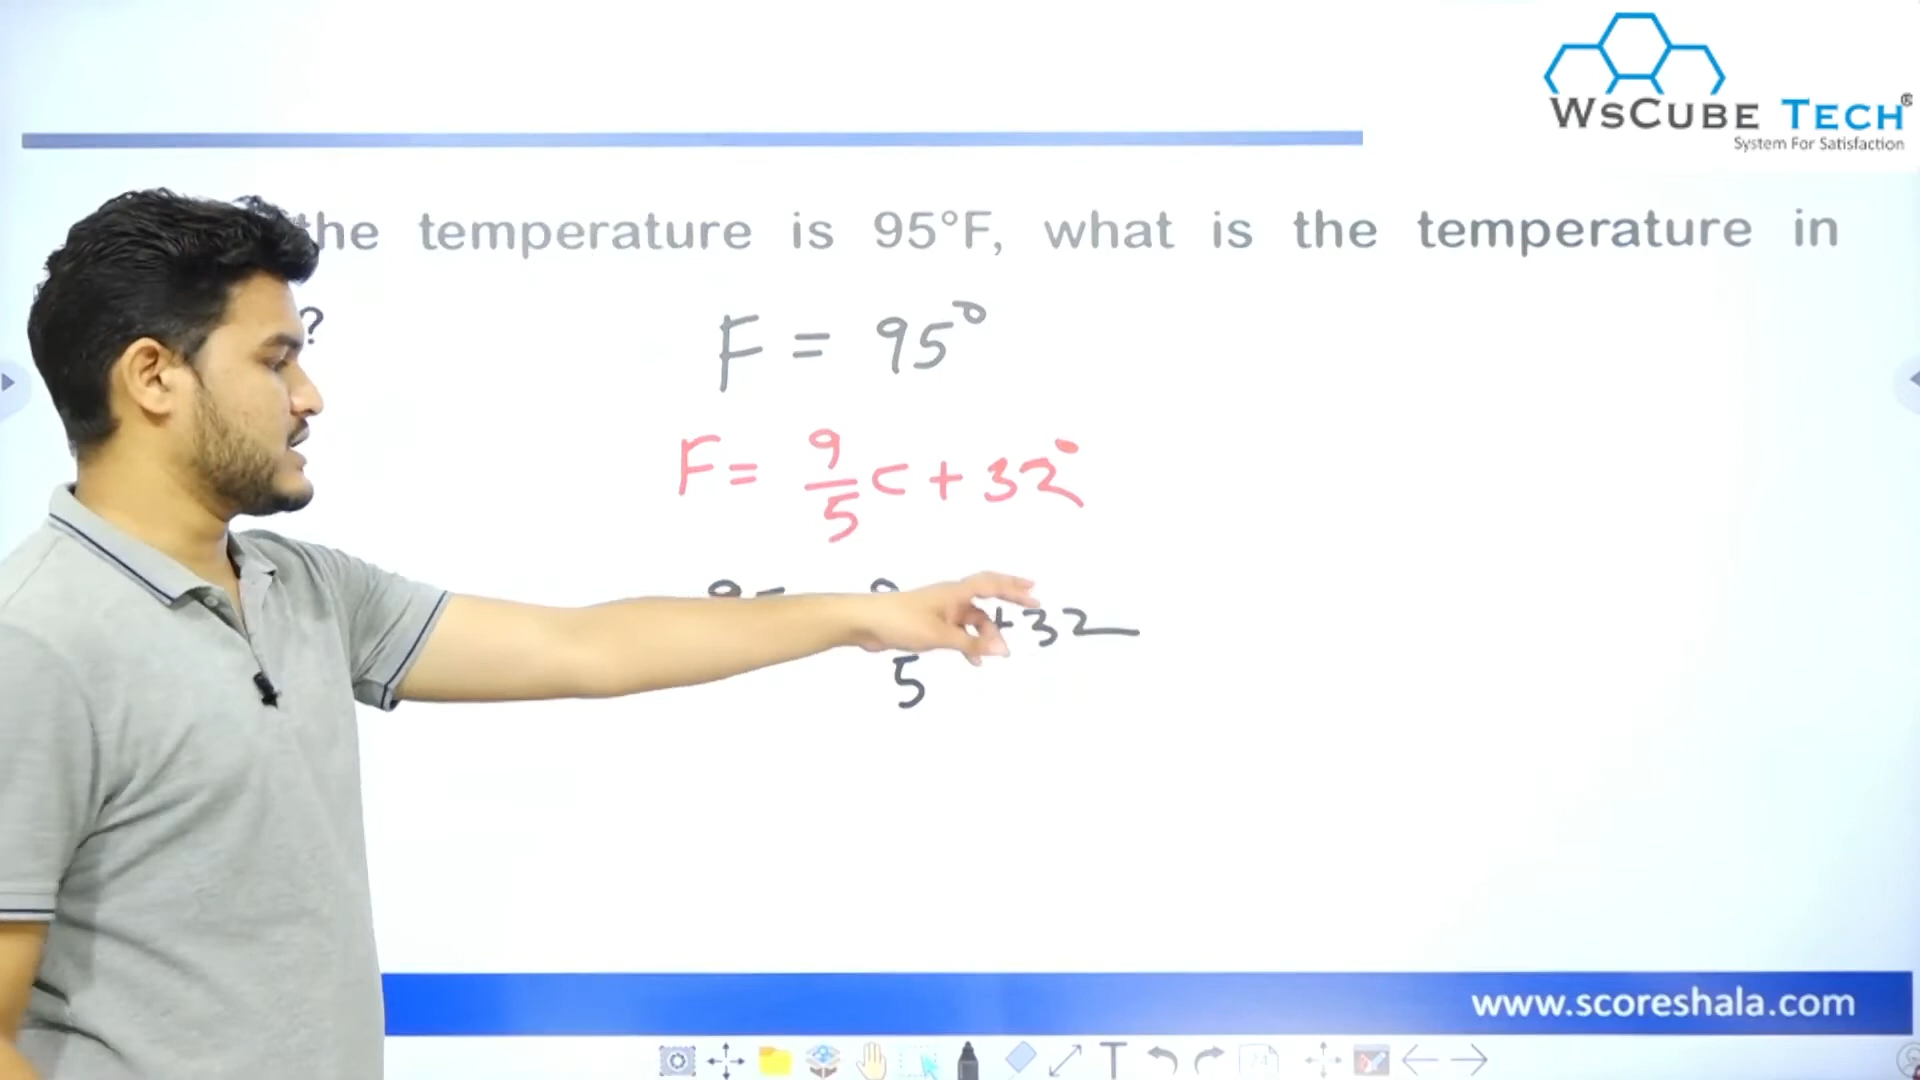 WsCUBE TECH®
System For Satisfaction
the temperature is 95°F, what is the temperature in
?
F = 95°
F = 9/5 C + 32°
+32
5
www.scoreshala.com